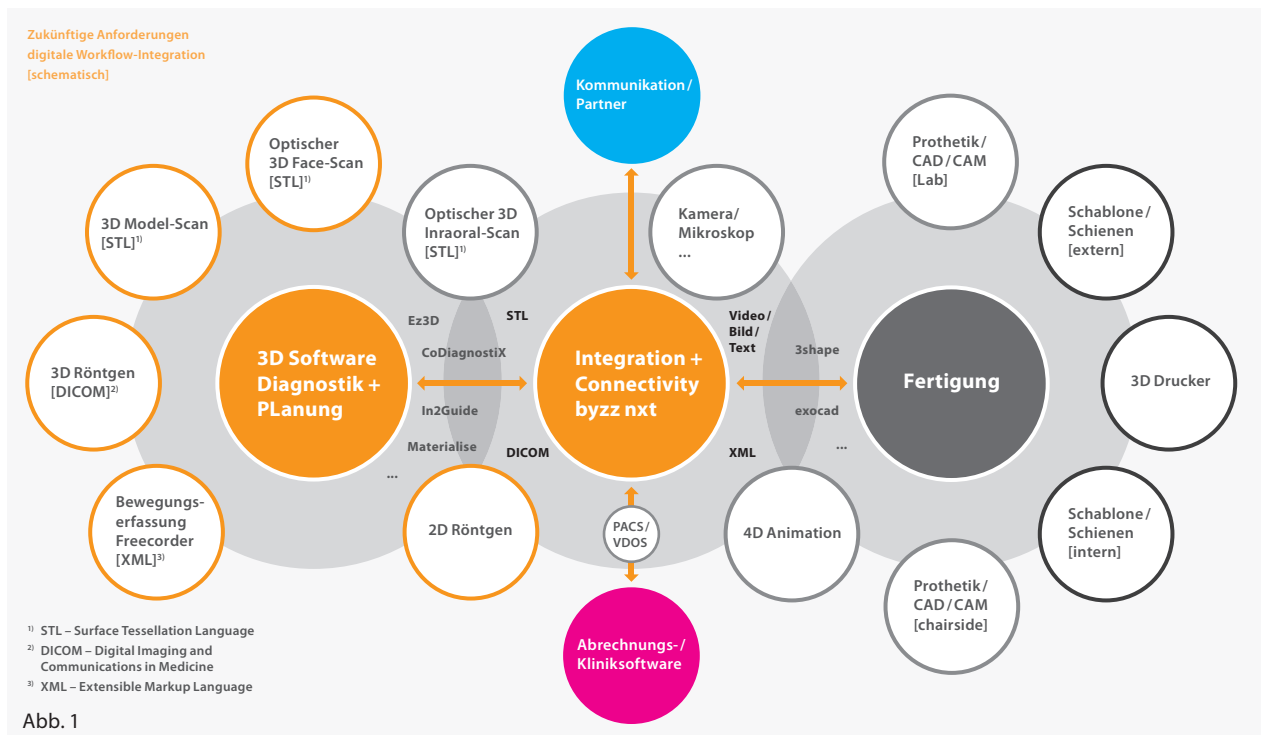 Zukünftige Anforderungen
digitale Workflow-Integration
[schematisch]
Kommunikation/
Partner
Optischer
3D Face-Scan
[STL]¹⁾
3D Model-Scan
[STL]¹⁾
Optischer 3D
Inraoral-Scan
[STL]¹⁾
Kamera/
Mikroskop
...
Prothetik/
CAD/CAM
[Lab]
Schablone/
Schienen
[extern]
3D Röntgen
[DICOM]²⁾
3D Software
Diagnostik +
PLanung
Ez3D
CoDiagnostiX
In2Guide
Materialise
...
STL
DICOM
Integration +
Connectivity
byzz nxt
Video/
Bild/
Text
XML
3shape
exocad
...
Fertigung
3D Drucker
Bewegungs-
erfassung
Freecorder
[XML]³⁾
2D Röntgen
PACS/
VDOS
4D Animation
Schablone/
Schienen
[intern]
Prothetik/
CAD/CAM
[chairside]
Abrechnungs-/
Kliniksoftware
¹⁾ STL – Surface Tessellation Language
²⁾ DICOM – Digital Imaging and
Communications in Medicine
³⁾ XML – Extensible Markup Language
Abb. 1